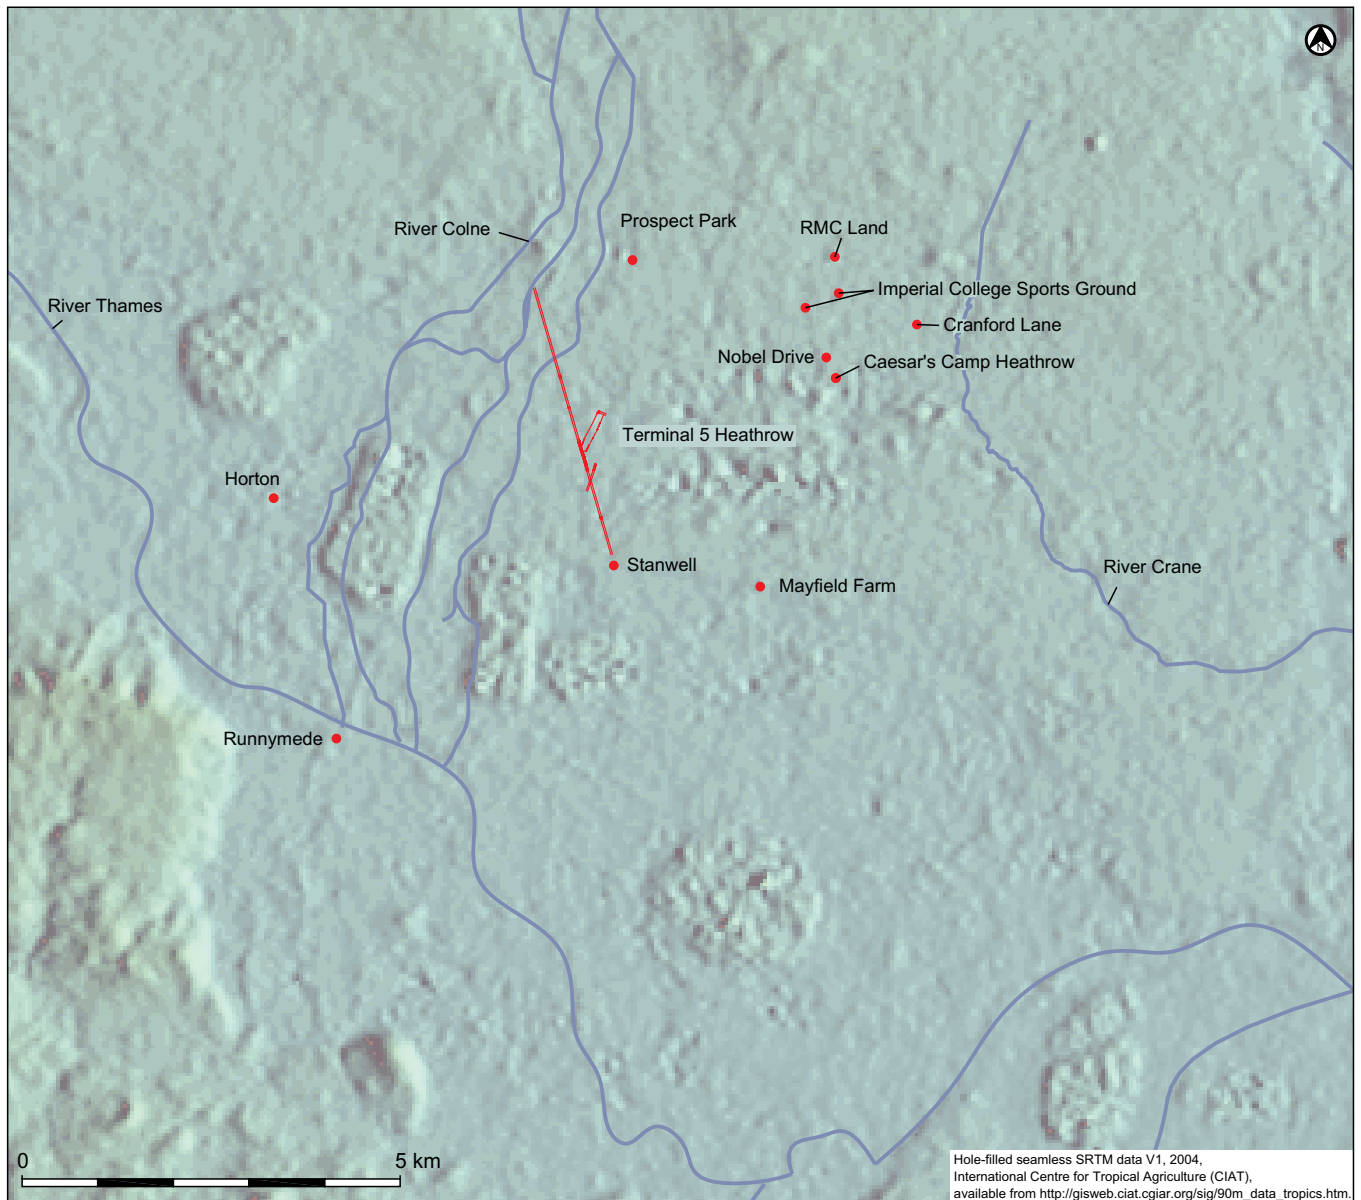 N
Prospect Park
River Colne
RMC Land
Imperial College Sports Ground
River Thames
Cranford Lane
Nobel Drive
Caesar's Camp Heathrow
Terminal 5 Heathrow
Horton
Stanwell
River Crane
Mayfield Farm
Runnymede
0
5 km
Hole-filled seamless SRTM data V1, 2004,
International Centre for Tropical Agriculture (CIAT),
available from http://gisweb.ciat.cgiar.org/sig/90m_data_tropics.htm.